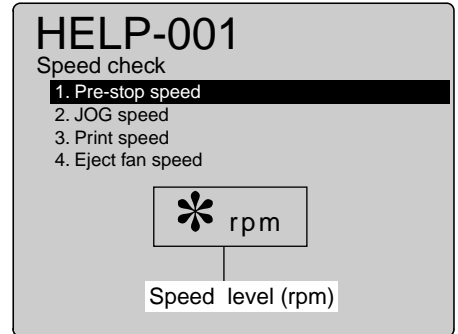 HELP-001
Speed check
1. Pre-stop speed
2. JOG speed
3. Print speed
4. Eject fan speed
* rpm
Speed level (rpm)